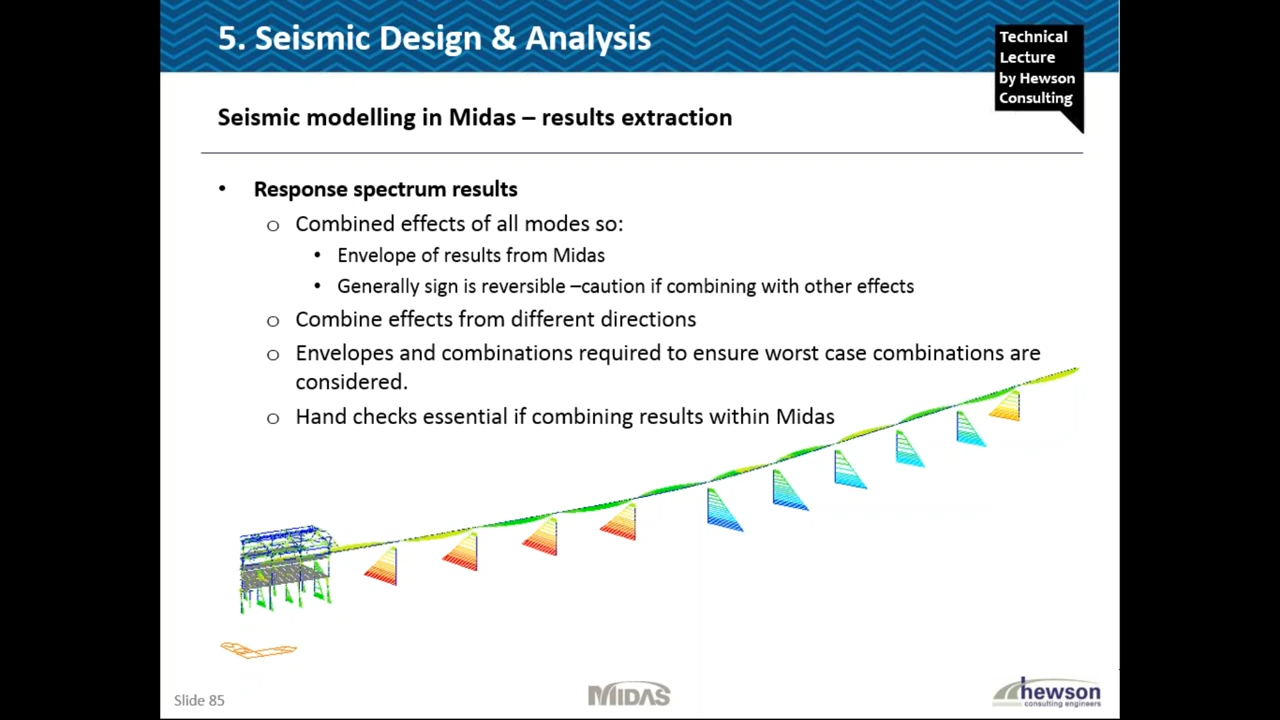 5. Seismic Design & Analysis
Technical
Lecture
by Hewson
Consulting
Seismic modelling in Midas – results extraction
• Response spectrum results
o Combined effects of all modes so:
• Envelope of results from Midas
• Generally sign is reversible –caution if combining with other effects
o Combine effects from different directions
o Envelopes and combinations required to ensure worst case combinations are
considered.
o Hand checks essential if combining results within Midas
Slide 85
MIDAS
hewson
consulting engineers